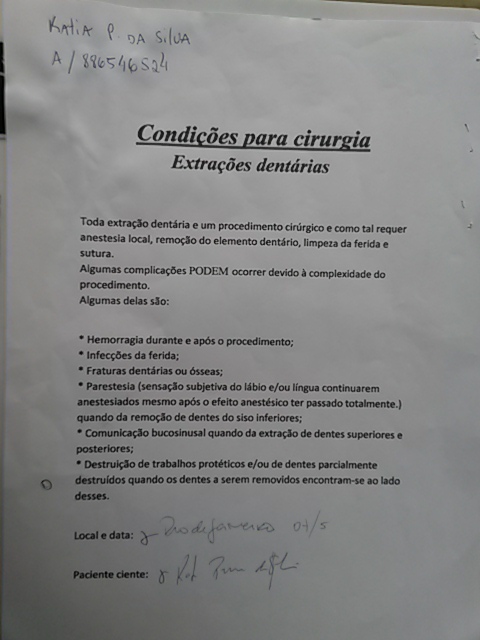 KATIA P. DA SILVA
A/896546524
Condições para cirurgia
Extrações dentárias
Toda extração dentária e um procedimento cirúrgico e como tal requer
anestesia local, remoção do elemento dentário, limpeza da ferida e
sutura.
Algumas complicações PODEM ocorrer devido à complexidade do
procedimento.
Algumas delas são:
* Hemorragia durante e após o procedimento;
* Infecções da ferida;
* Fraturas dentárias ou ósseas;
* Parestesia (sensação subjetiva do lábio e/ou língua continuarem
anestesiados mesmo após o efeito anestésico ter passado totalmente.)
quando da remoção de dentes do siso inferiores;
* Comunicação bucosinusal quando da extração de dentes superiores e
posteriores;
* Destruição de trabalhos protéticos e/ou de dentes parcialmente
destruídos quando os dentes a serem removidos encontram-se ao lado
desses.
Local e data: Rio de Janeiro
Paciente ciente: